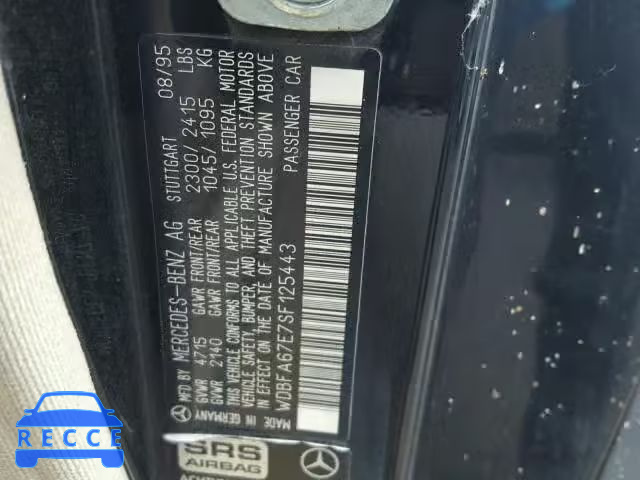 MFD BY MERCEDES-BENZ AG STUTTGART 08/95
GVWR 4715 GAWR FRONT/REAR 2300/2415 LBS
GVWR 2140 GAWR FRONT/REAR 1045/1095 KG
THIS VEHICLE CONFORMS TO ALL APPLICABLE U.S. FEDERAL MOTOR
VEHICLE SAFETY, BUMPER, AND THEFT PREVENTION STANDARDS
IN EFFECT ON THE DATE OF MANUFACTURE SHOWN ABOVE
WDBFA67E7SF125443 PASSENGER CAR
MADE IN GERMANY
SRS
AIRBAG
RECCE